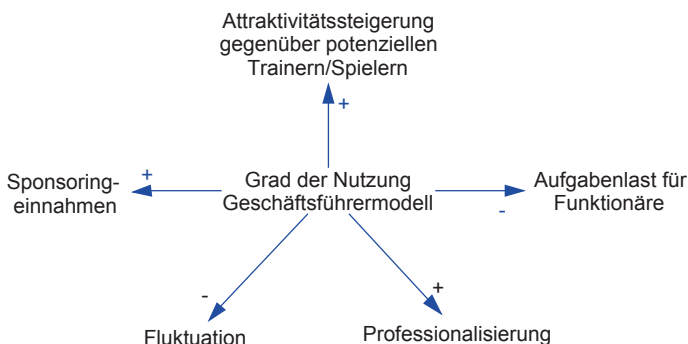 Attraktivitätssteigerung
gegenüber potenziellen
Trainern/Spielern
+
Sponsoring-
einnahmen
+
Grad der Nutzung
Geschäftsführermodell
-
Aufgabenlast für
Funktionäre
-
+
Fluktuation
Professionalisierung